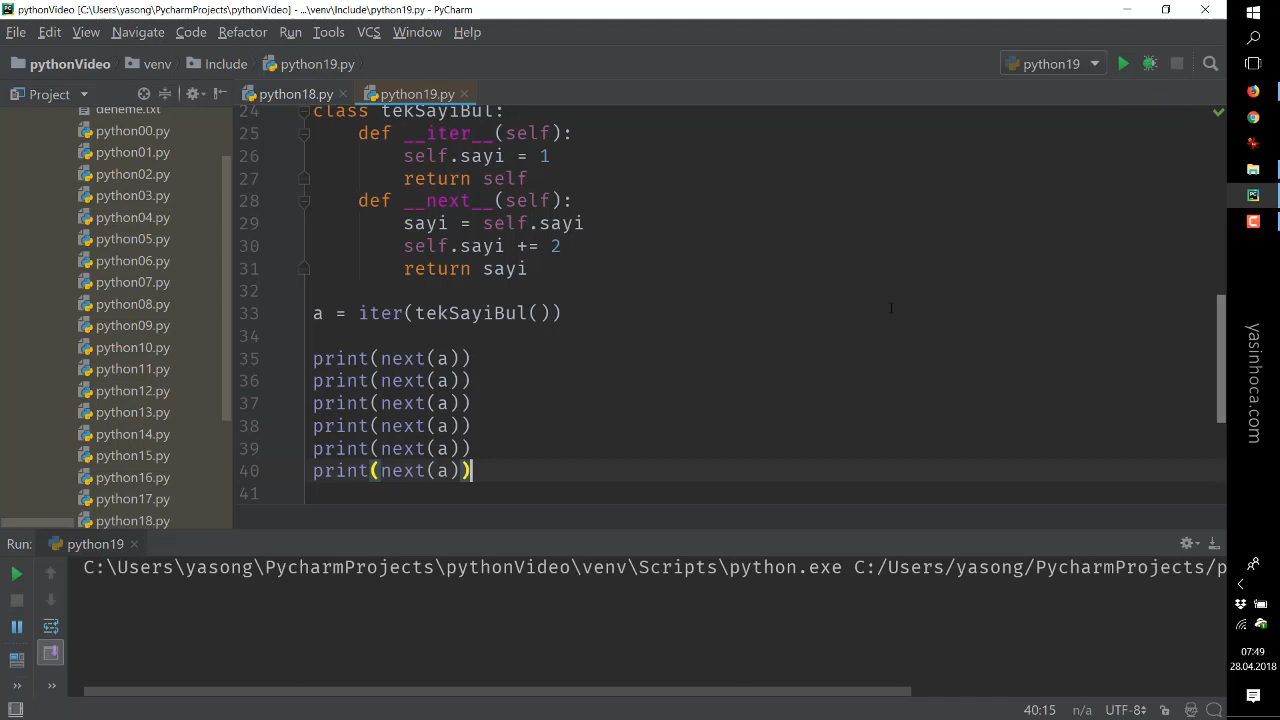 pythonVideo [C:\Users\yasong\PycharmProjects\pythonVideo] - ...\venv\Include\python19.py - PyCharm
File Edit View Navigate Code Refactor Run Tools VCS Window Help
pythonVideo venv Include python19.py python19
Project python18.py python19.py
deneme.txt
python00.py
python01.py
python02.py
python03.py
python04.py
python05.py
python06.py
python07.py
python08.py
python09.py
python10.py
python11.py
python12.py
python13.py
python14.py
python15.py
python16.py
python17.py
python18.py
24 class tekSayiBul:
25 def __iter__(self):
26 self.sayi = 1
27 return self
28 def __next__(self):
29 sayi = self.sayi
30 self.sayi += 2
31 return sayi
32
33 a = iter(tekSayiBul())
34
35 print(next(a))
36 print(next(a))
37 print(next(a))
38 print(next(a))
39 print(next(a))
40 print(next(a))
41
Run: python19
C:\Users\yasong\PycharmProjects\pythonVideo\venv\Scripts\python.exe C:/Users/yasong/PycharmProjects/p
40:15 n/a UTF-8
yasinhoca.com
07:49
28.04.2018